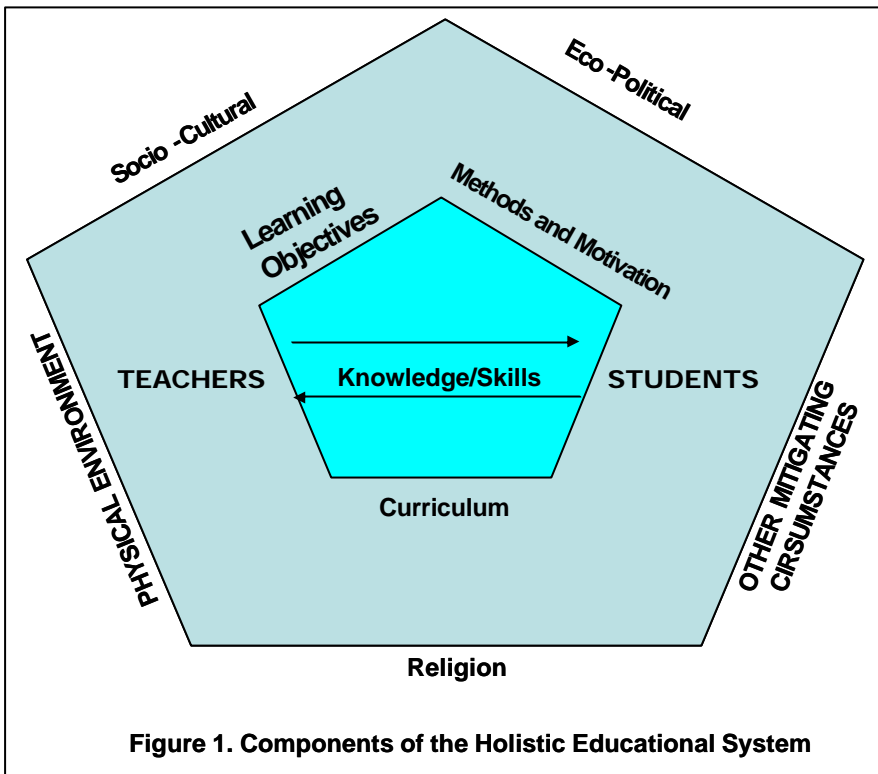 Socio -Cultural
Eco -Political
Learning
Objectives
Methods and Motivation
PHYSICAL ENVIRONMENT
TEACHERS
Knowledge/Skills
STUDENTS
OTHER MITIGATING
CIRSUMSTANCES
Curriculum
Religion
Figure 1. Components of the Holistic Educational System